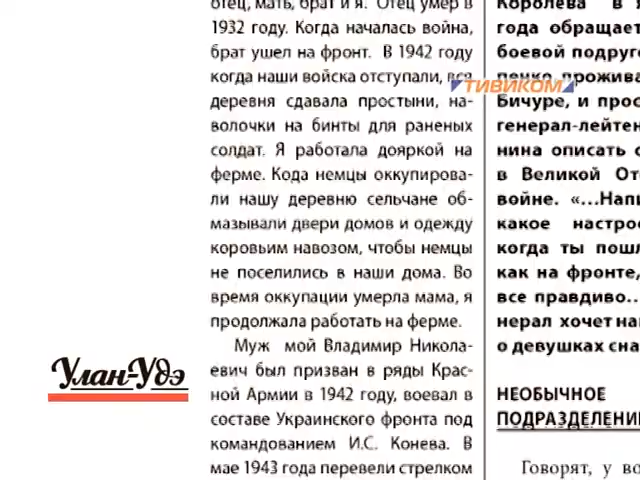 отец, мать, брат и я. Отец умер в
1932 году. Когда началась война,
брат ушел на фронт. В 1942 году
когда наши войска отступали, вся
деревня сдавала простыни, на-
волочки на бинты для раненых
солдат. Я работала дояркой на
ферме. Кода немцы оккупирова-
ли нашу деревню сельчане об-
мазывали двери домов и одежду
коровьим навозом, чтобы немцы
не поселились в наши дома. Во
время оккупации умерла мама, я
продолжала работать на ферме.
Муж мой Владимир Никола-
евич был призван в ряды Крас-
ной Армии в 1942 году, воевал в
составе Украинского фронта под
командованием И.С. Конева. В
мае 1943 года перевели стрелком
Королева в
года обращает
боевой подруг
прожива
Бичуре, и прос
генерал-лейтен
нина описать
в Великой От
войне. «...Напи
какое настро
когда ты пошл
как на фронте,
все правдиво...
нерал хочет на
о девушках сна
НЕОБЫЧНОЕ
ПОДРАЗДЕЛЕНИ
Говорят, у во
ТИВИКОМ
Улан-Удэ